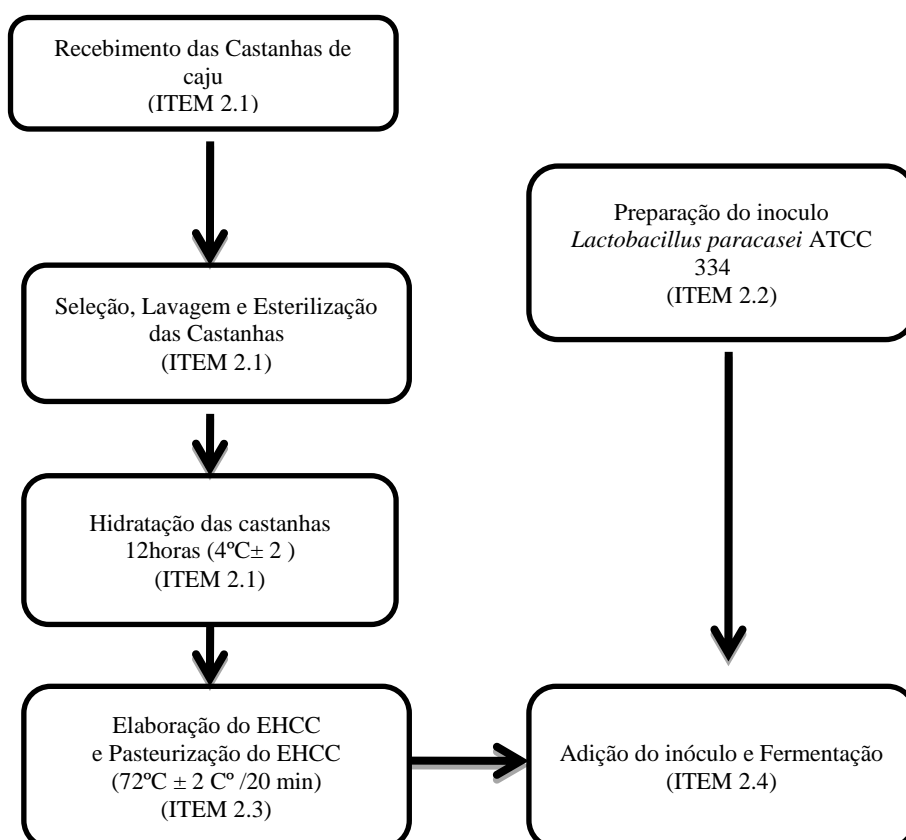 Recebimento das Castanhas de
caju
(ITEM 2.1)
Seleção, Lavagem e Esterilização
das Castanhas
(ITEM 2.1)
Hidratação das castanhas
12horas (4ºC± 2 )
(ITEM 2.1)
Elaboração do EHCC
e Pasteurização do EHCC
(72ºC ± 2 Cº /20 min)
(ITEM 2.3)
Preparação do inoculo
Lactobacillus paracasei ATCC
334
(ITEM 2.2)
Adição do inóculo e Fermentação
(ITEM 2.4)